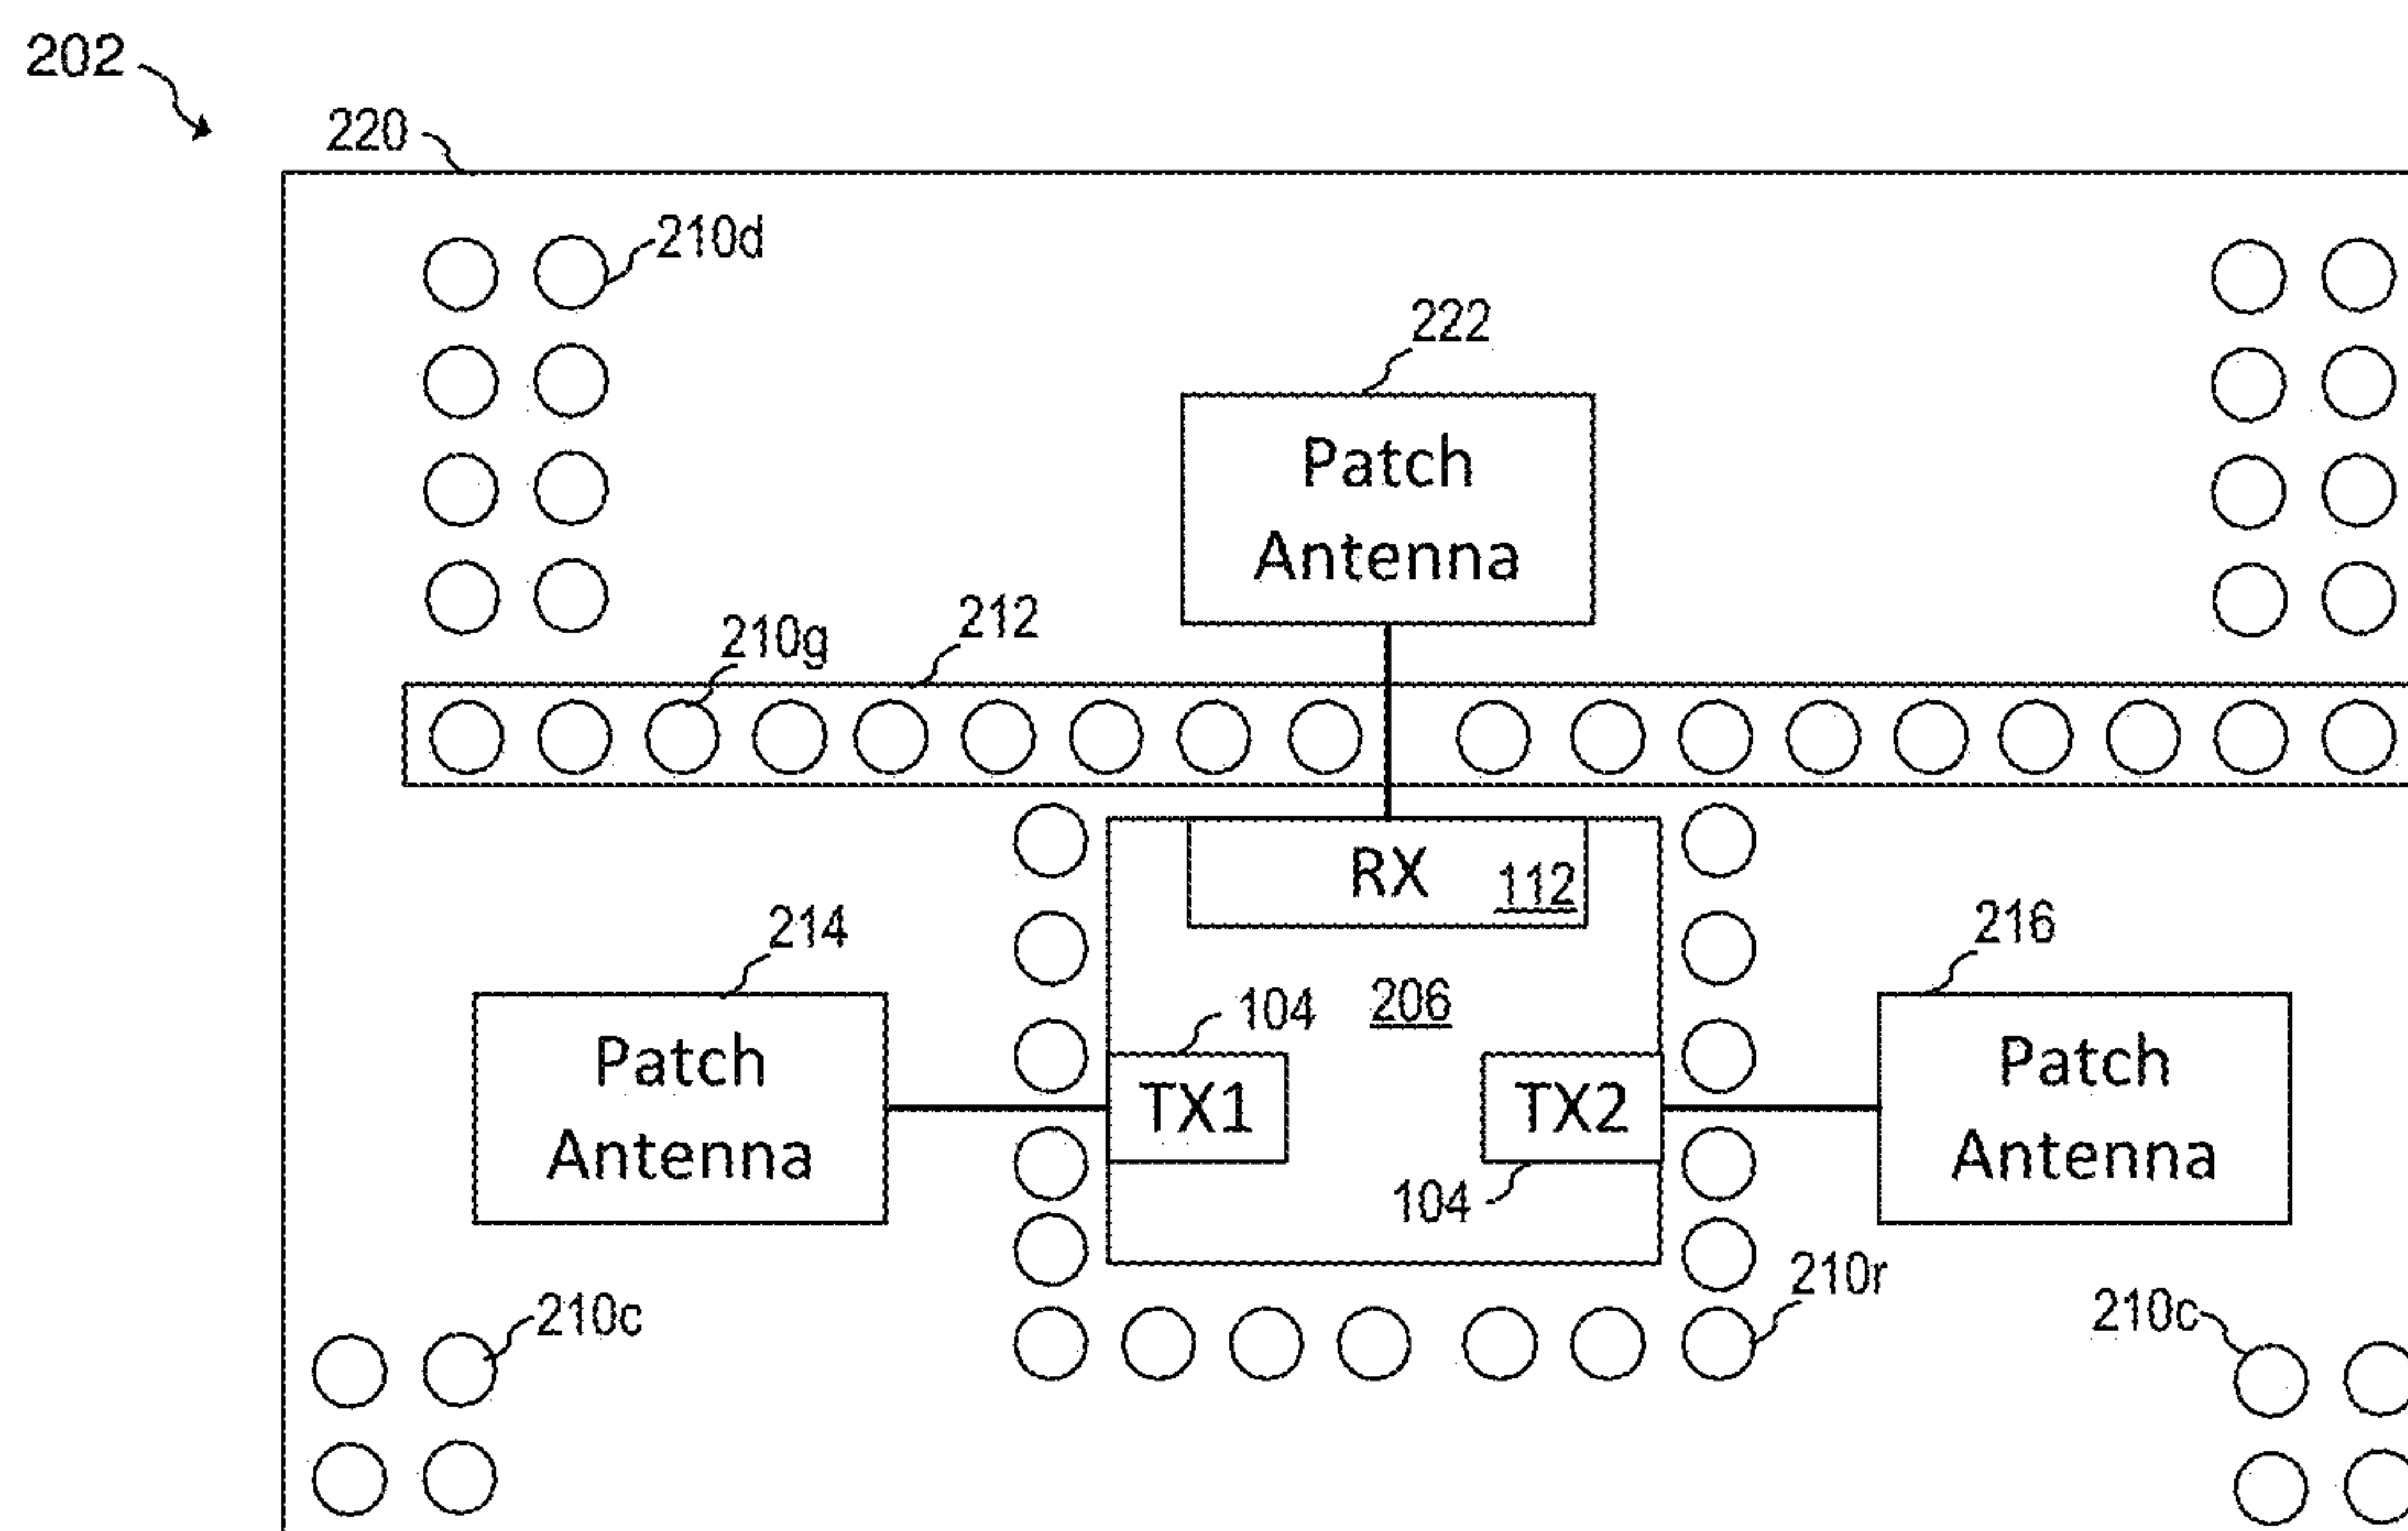 202
220
210d
222
Patch
Antenna
210g
212
RX
112
214
216
206
104
Patch
Antenna
TX1
TX2
Patch
Antenna
104
210r
210c
210c